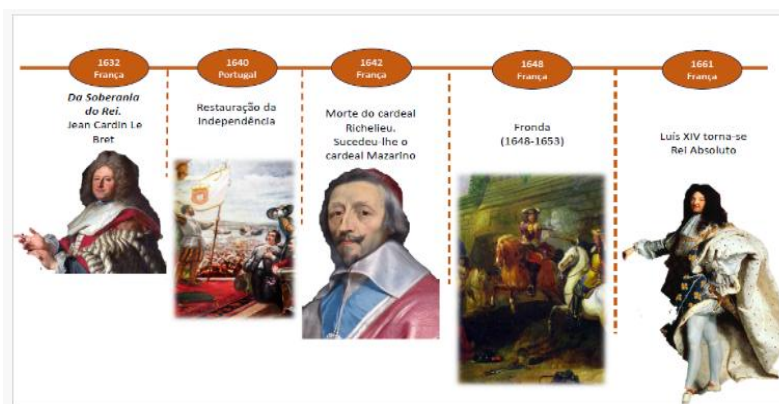 1632
França
Da Soberania
do Rei.
Jean Cardin Le
Bret
1640
Portugal
Restauração da
Independência
1642
França
Morte do cardeal
Richelieu.
Sucedeu-lhe o
cardeal Mazarino
1648
França
Fronda
(1648-1653)
1661
França
Luís XIV torna-se
Rei Absoluto